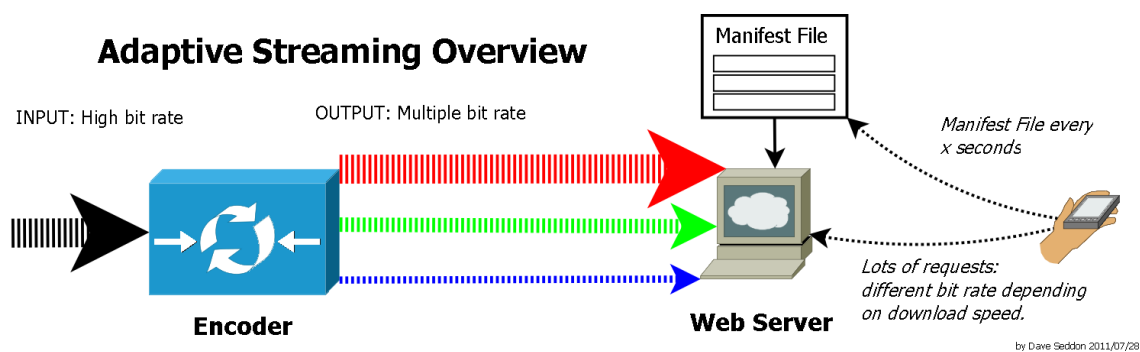 Adaptive Streaming Overview
INPUT: High bit rate
OUTPUT: Multiple bit rate
Manifest File
Manifest File every
x seconds
Lots of requests:
different bit rate depending
on download speed.
Encoder
Web Server
by Dave Seddon 2011/07/28